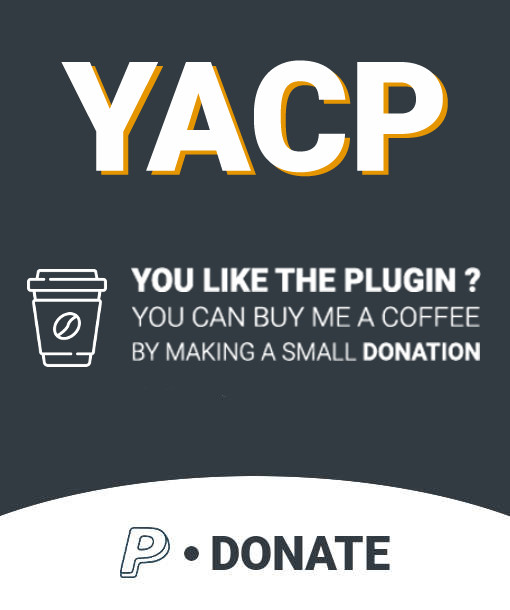 YACP
YOU LIKE THE PLUGIN ?
YOU CAN BUY ME A COFFEE
BY MAKING A SMALL DONATION
P • DONATE